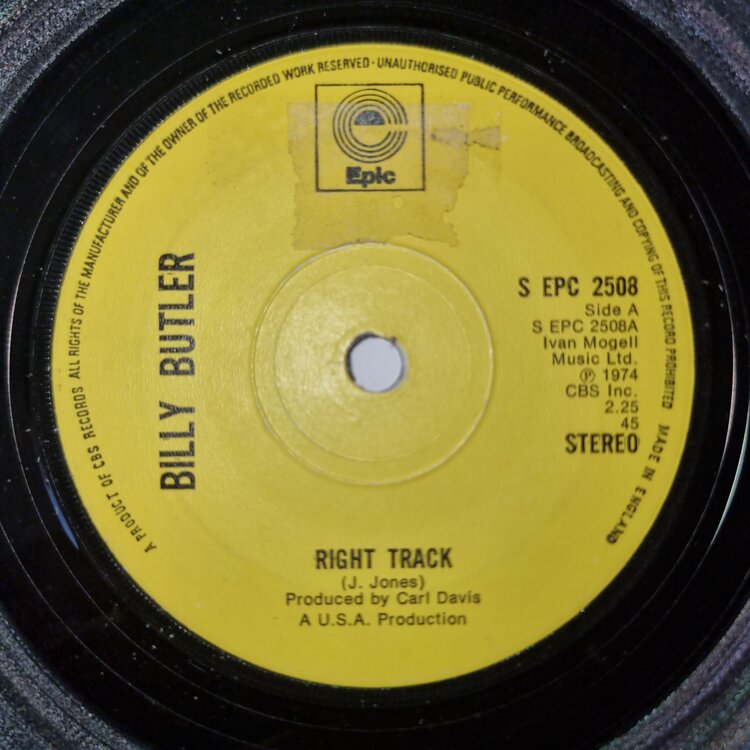 A PRODUCT OF CBS RECORDS ALL RIGHTS OF THE MANUFACTURER AND OF THE OWNER OF THE RECORDED WORK RESERVED · UNAUTHORISED PUBLIC PERFORMANCE BROADCASTING AND COPYING OF THIS RECORD PROHIBITED MADE IN ENGLAND
e
Epic
BILLY BUTLER
S EPC 2508
Side A
S EPC 2508A
Ivan Mogell
Music Ltd.
Ⓟ 1974
CBS Inc.
2.25
45
STEREO
RIGHT TRACK
(J. Jones)
Produced by Carl Davis
A U.S.A. Production